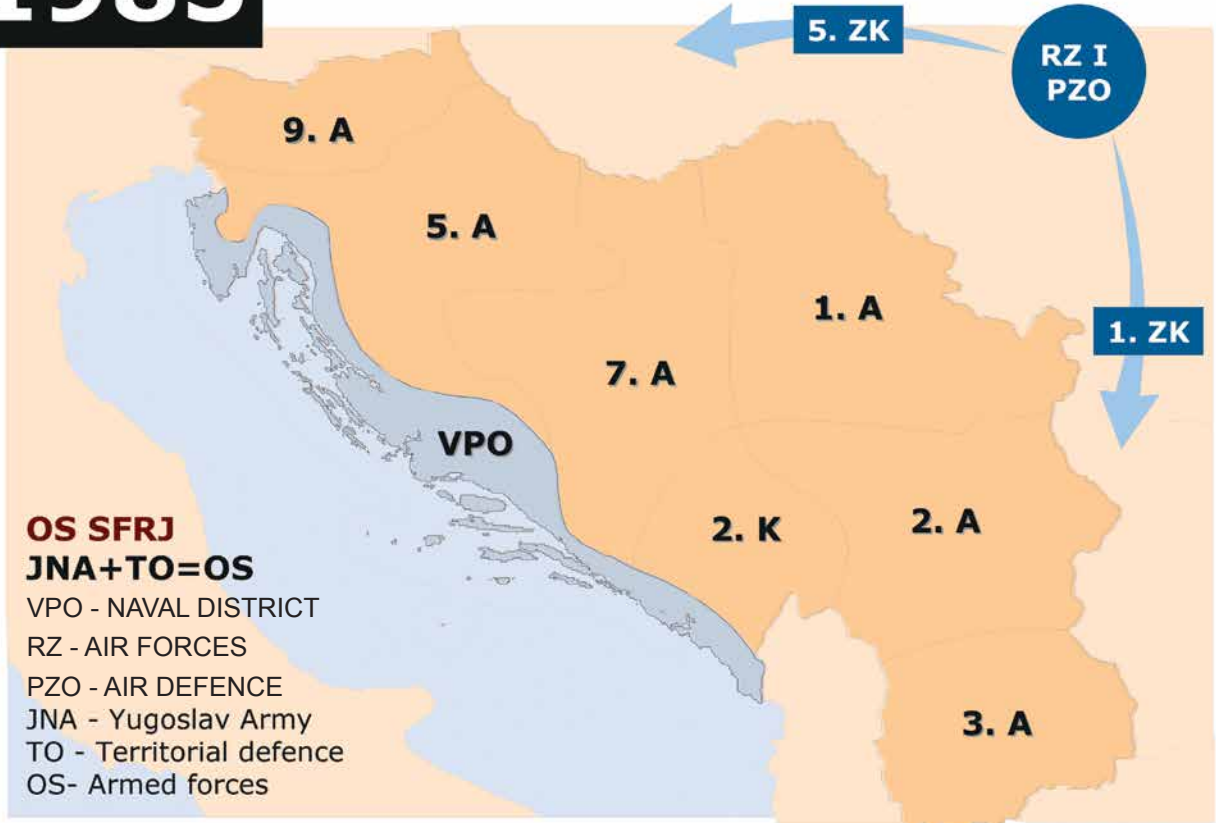 1985
5. ZK
RZ I
PZO
9. A
5. A
1. A
1. ZK
7. A
VPO
2. K
2. A
3. A
OS SFRJ
JNA+TO=OS
VPO - NAVAL DISTRICT
RZ - AIR FORCES
PZO - AIR DEFENCE
JNA - Yugoslav Army
TO - Territorial defence
OS- Armed forces